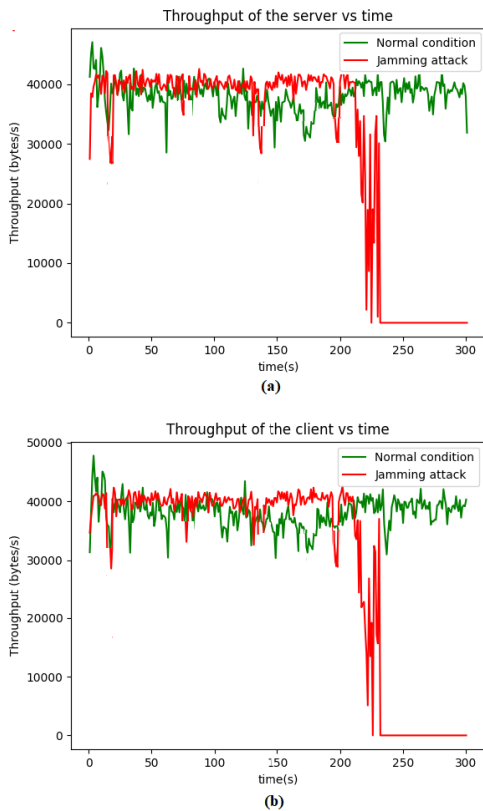 Throughput of the server vs time
Normal condition
Jamming attack
Throughput (bytes/s)
40000
30000
20000
10000
0
0 50 100 150 200 250 300
time(s)
(a)
Throughput of the client vs time
Normal condition
Jamming attack
Throughput (bytes/s)
50000
40000
30000
20000
10000
0
0 50 100 150 200 250 300
time(s)
(b)